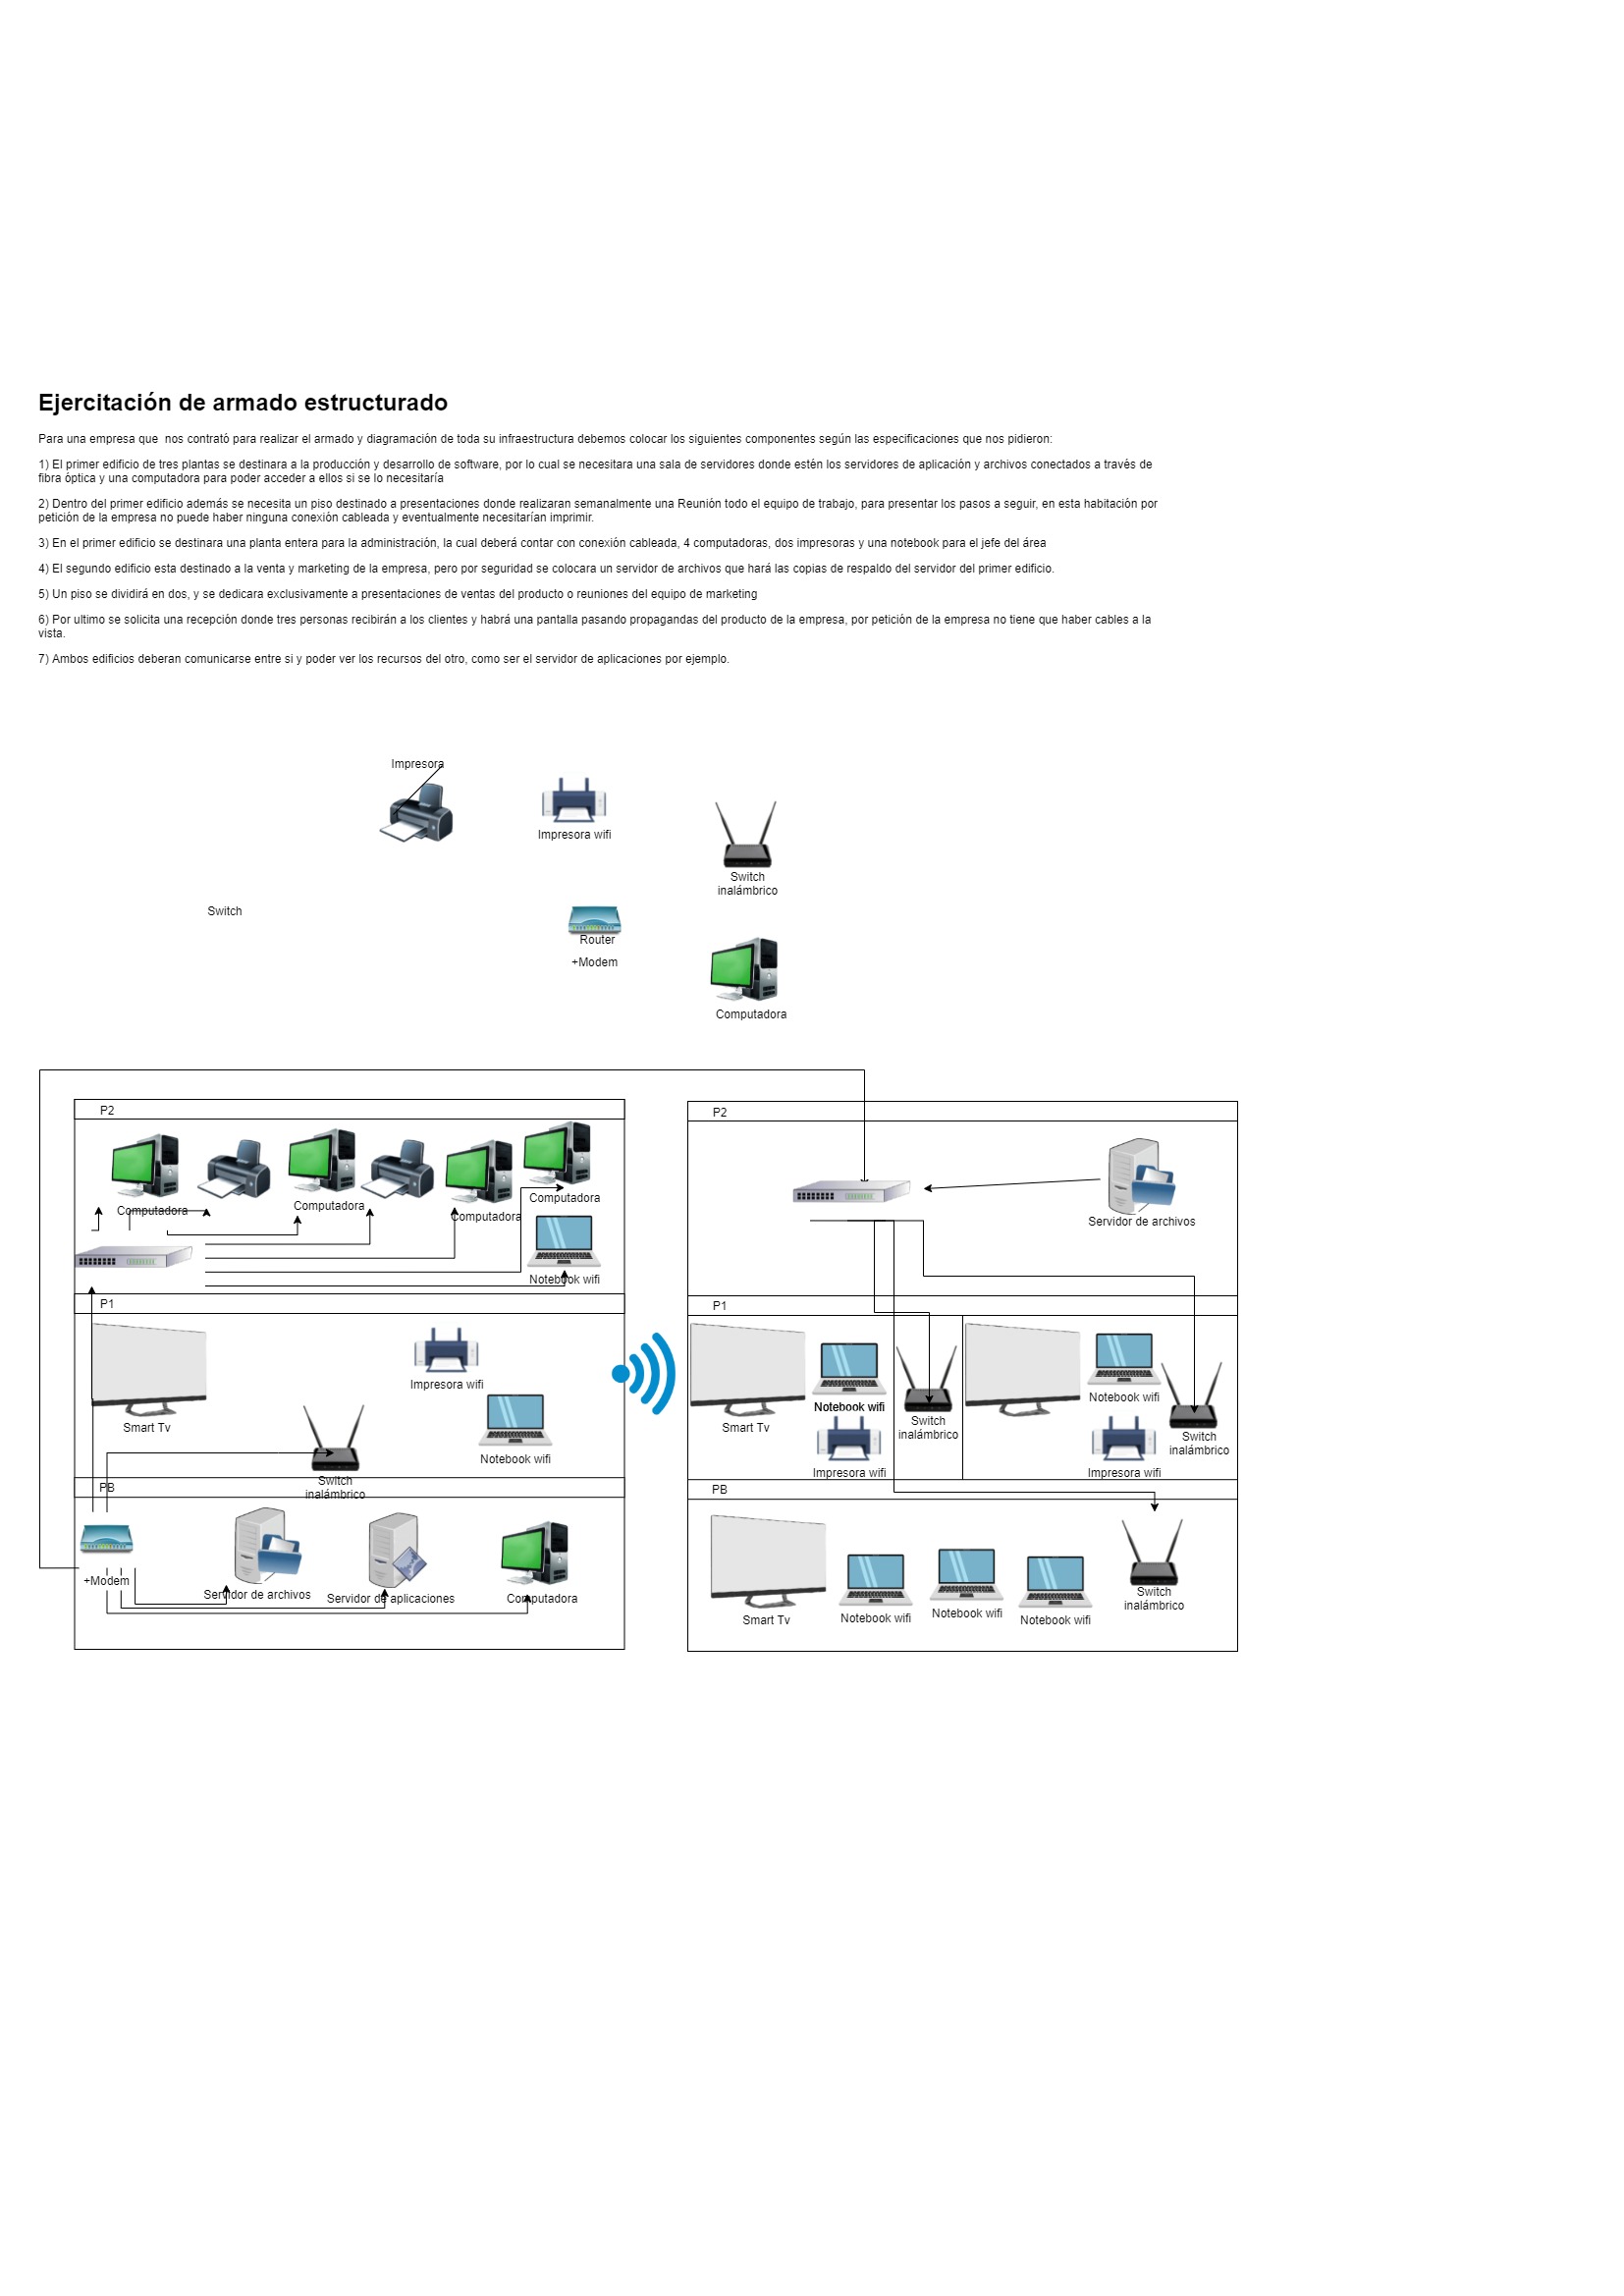 Ejercitación de armado estructurado
Para una empresa que  nos contrató para realizar el armado y diagramación de toda su infraestructura debemos colocar los siguientes componentes según las especificaciones que nos pidieron:
1) El primer edificio de tres plantas se destinara a la producción y desarrollo de software, por lo cual se necesitara una sala de servidores donde estén los servidores de aplicación y archivos conectados a través de
fibra óptica y una computadora para poder acceder a ellos si se lo necesitaría
2) Dentro del primer edificio además se necesita un piso destinado a presentaciones donde realizaran semanalmente una Reunión todo el equipo de trabajo, para presentar los pasos a seguir, en esta habitación por
petición de la empresa no puede haber ninguna conexión cableada y eventualmente necesitarían imprimir.
3) En el primer edificio se destinara una planta entera para la administración, la cual deberá contar con conexión cableada, 4 computadoras, dos impresoras y una notebook para el jefe del área
4) El segundo edificio esta destinado a la venta y marketing de la empresa, pero por seguridad se colocara un servidor de archivos que hará las copias de respaldo del servidor del primer edificio.
5) Un piso se dividirá en dos, y se dedicara exclusivamente a presentaciones de ventas del producto o reuniones del equipo de marketing
6) Por ultimo se solicita una recepción donde tres personas recibirán a los clientes y habrá una pantalla pasando propagandas del producto de la empresa, por petición de la empresa no tiene que haber cables a la
vista.
7) Ambos edificios deberan comunicarse entre si y poder ver los recursos del otro, como ser el servidor de aplicaciones por ejemplo.
Impresora
Impresora wifi
Switch
inalámbrico
Switch
Router
+Modem
Computadora
P2
Computadora
Computadora
Computadora
Computadora
Notebook wifi
P1
Smart Tv
Impresora wifi
Notebook wifi
Switch
inalámbrico
PB
+Modem
Servidor de archivos
Servidor de aplicaciones
Computadora
P2
Servidor de archivos
P1
Smart Tv
Notebook wifi
Impresora wifi
Switch
inalámbrico
Notebook wifi
Impresora wifi
Switch
inalámbrico
PB
Smart Tv
Notebook wifi
Notebook wifi
Notebook wifi
Switch
inalámbrico